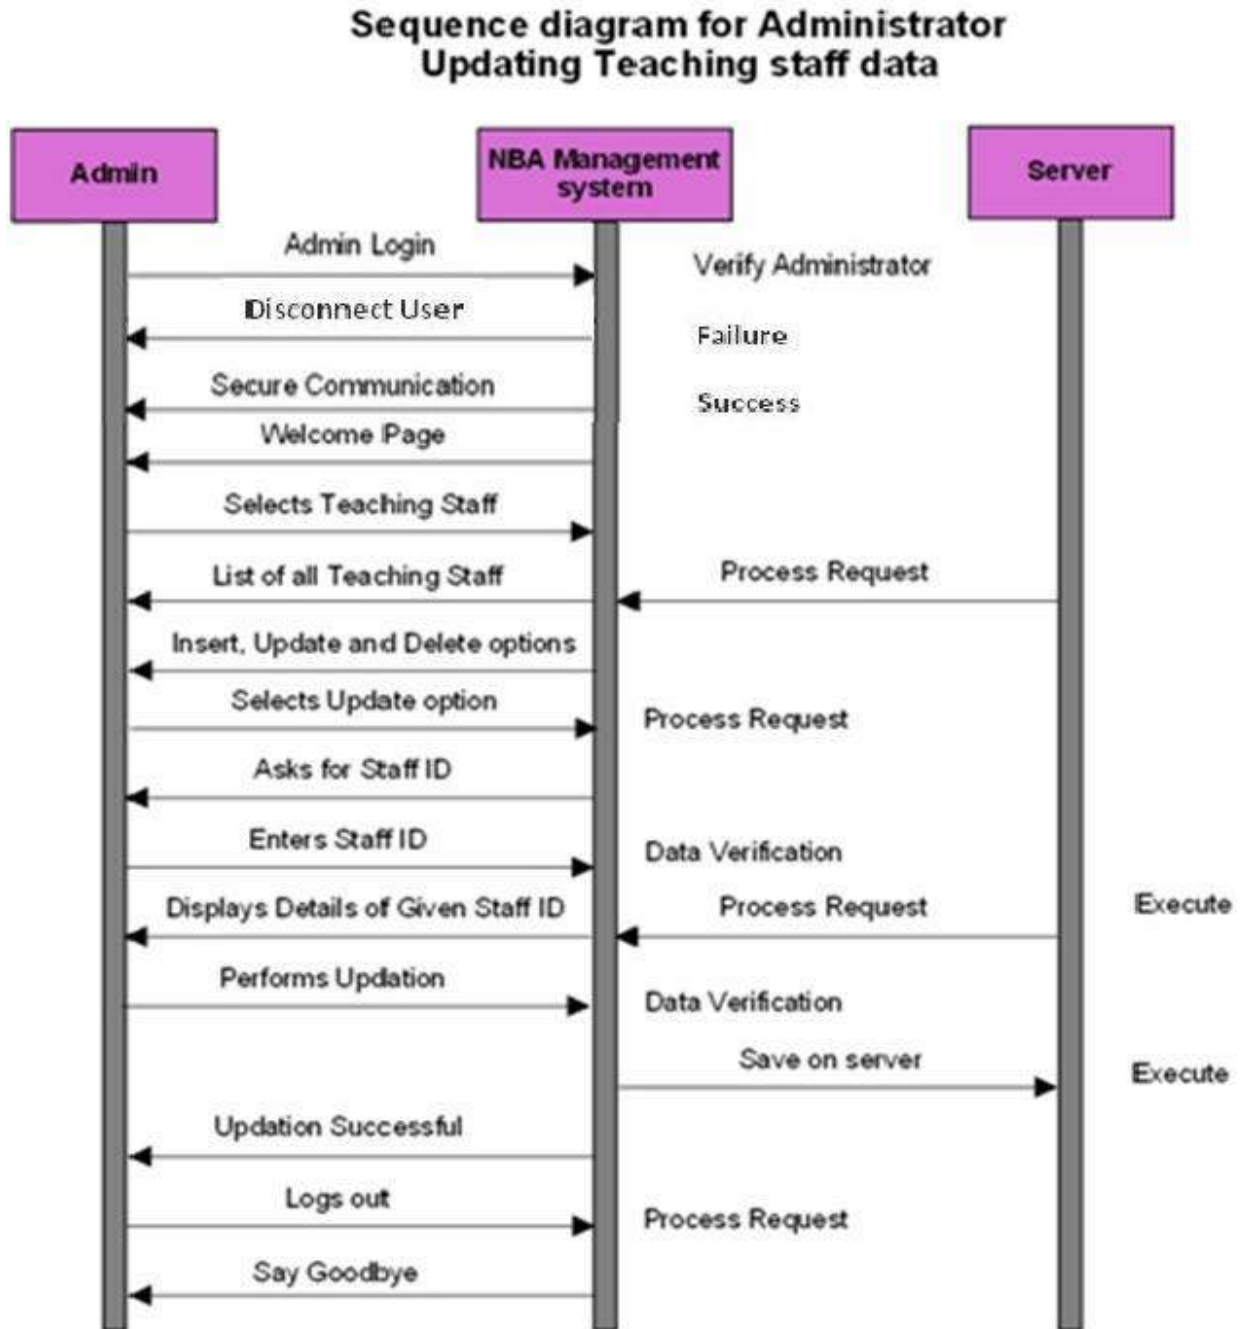 Sequence diagram for Administrator
Updating Teaching staff data
Admin
NBA Management
system
Server
Admin Login
Verify Administrator
Disconnect User
Failure
Secure Communication
Success
Welcome Page
Selects Teaching Staff
List of all Teaching Staff
Process Request
Insert, Update and Delete options
Selects Update option
Process Request
Asks for Staff ID
Enters Staff ID
Data Verification
Displays Details of Given Staff ID
Process Request
Execute
Performs Updation
Data Verification
Save on server
Execute
Updation Successful
Logs out
Process Request
Say Goodbye